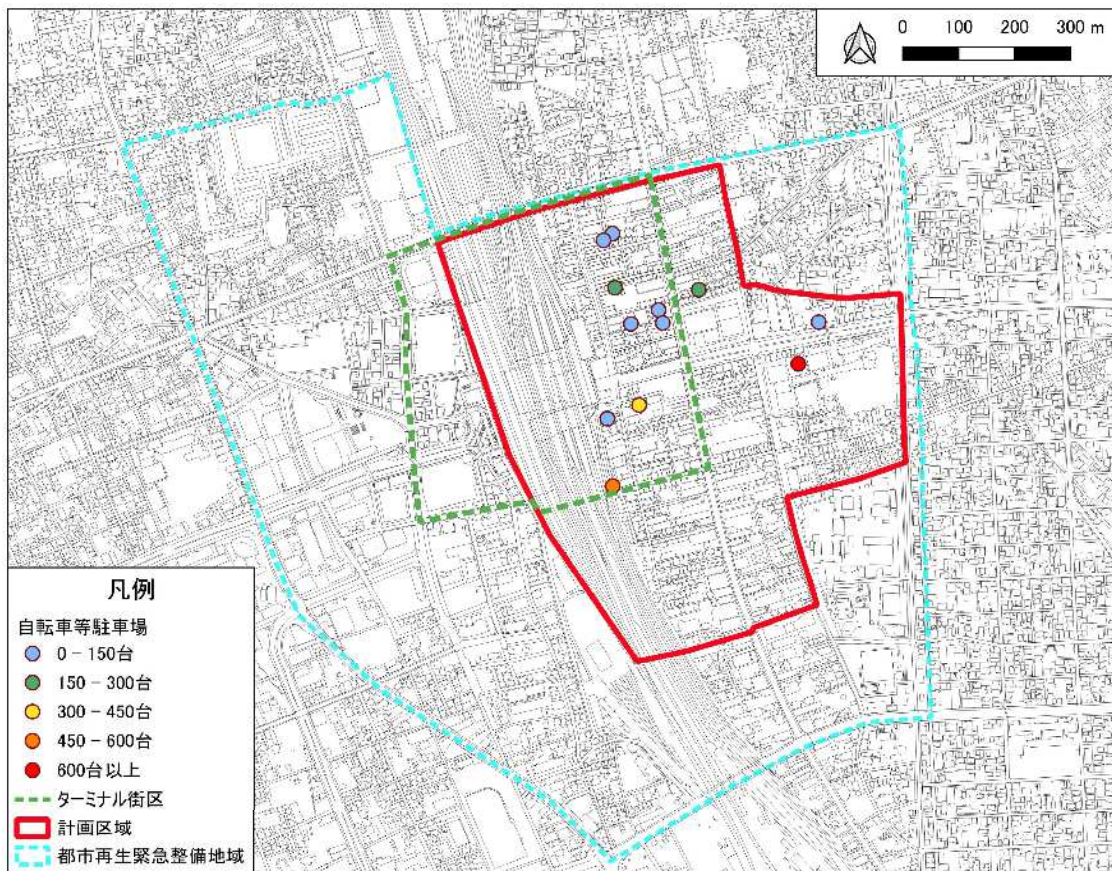 0 100 200 300 m
凡例
自転車等駐車場
0 - 150台
150 - 300台
300 - 450台
450 - 600台
600台以上
ターミナル街区
計画区域
都市再生緊急整備地域